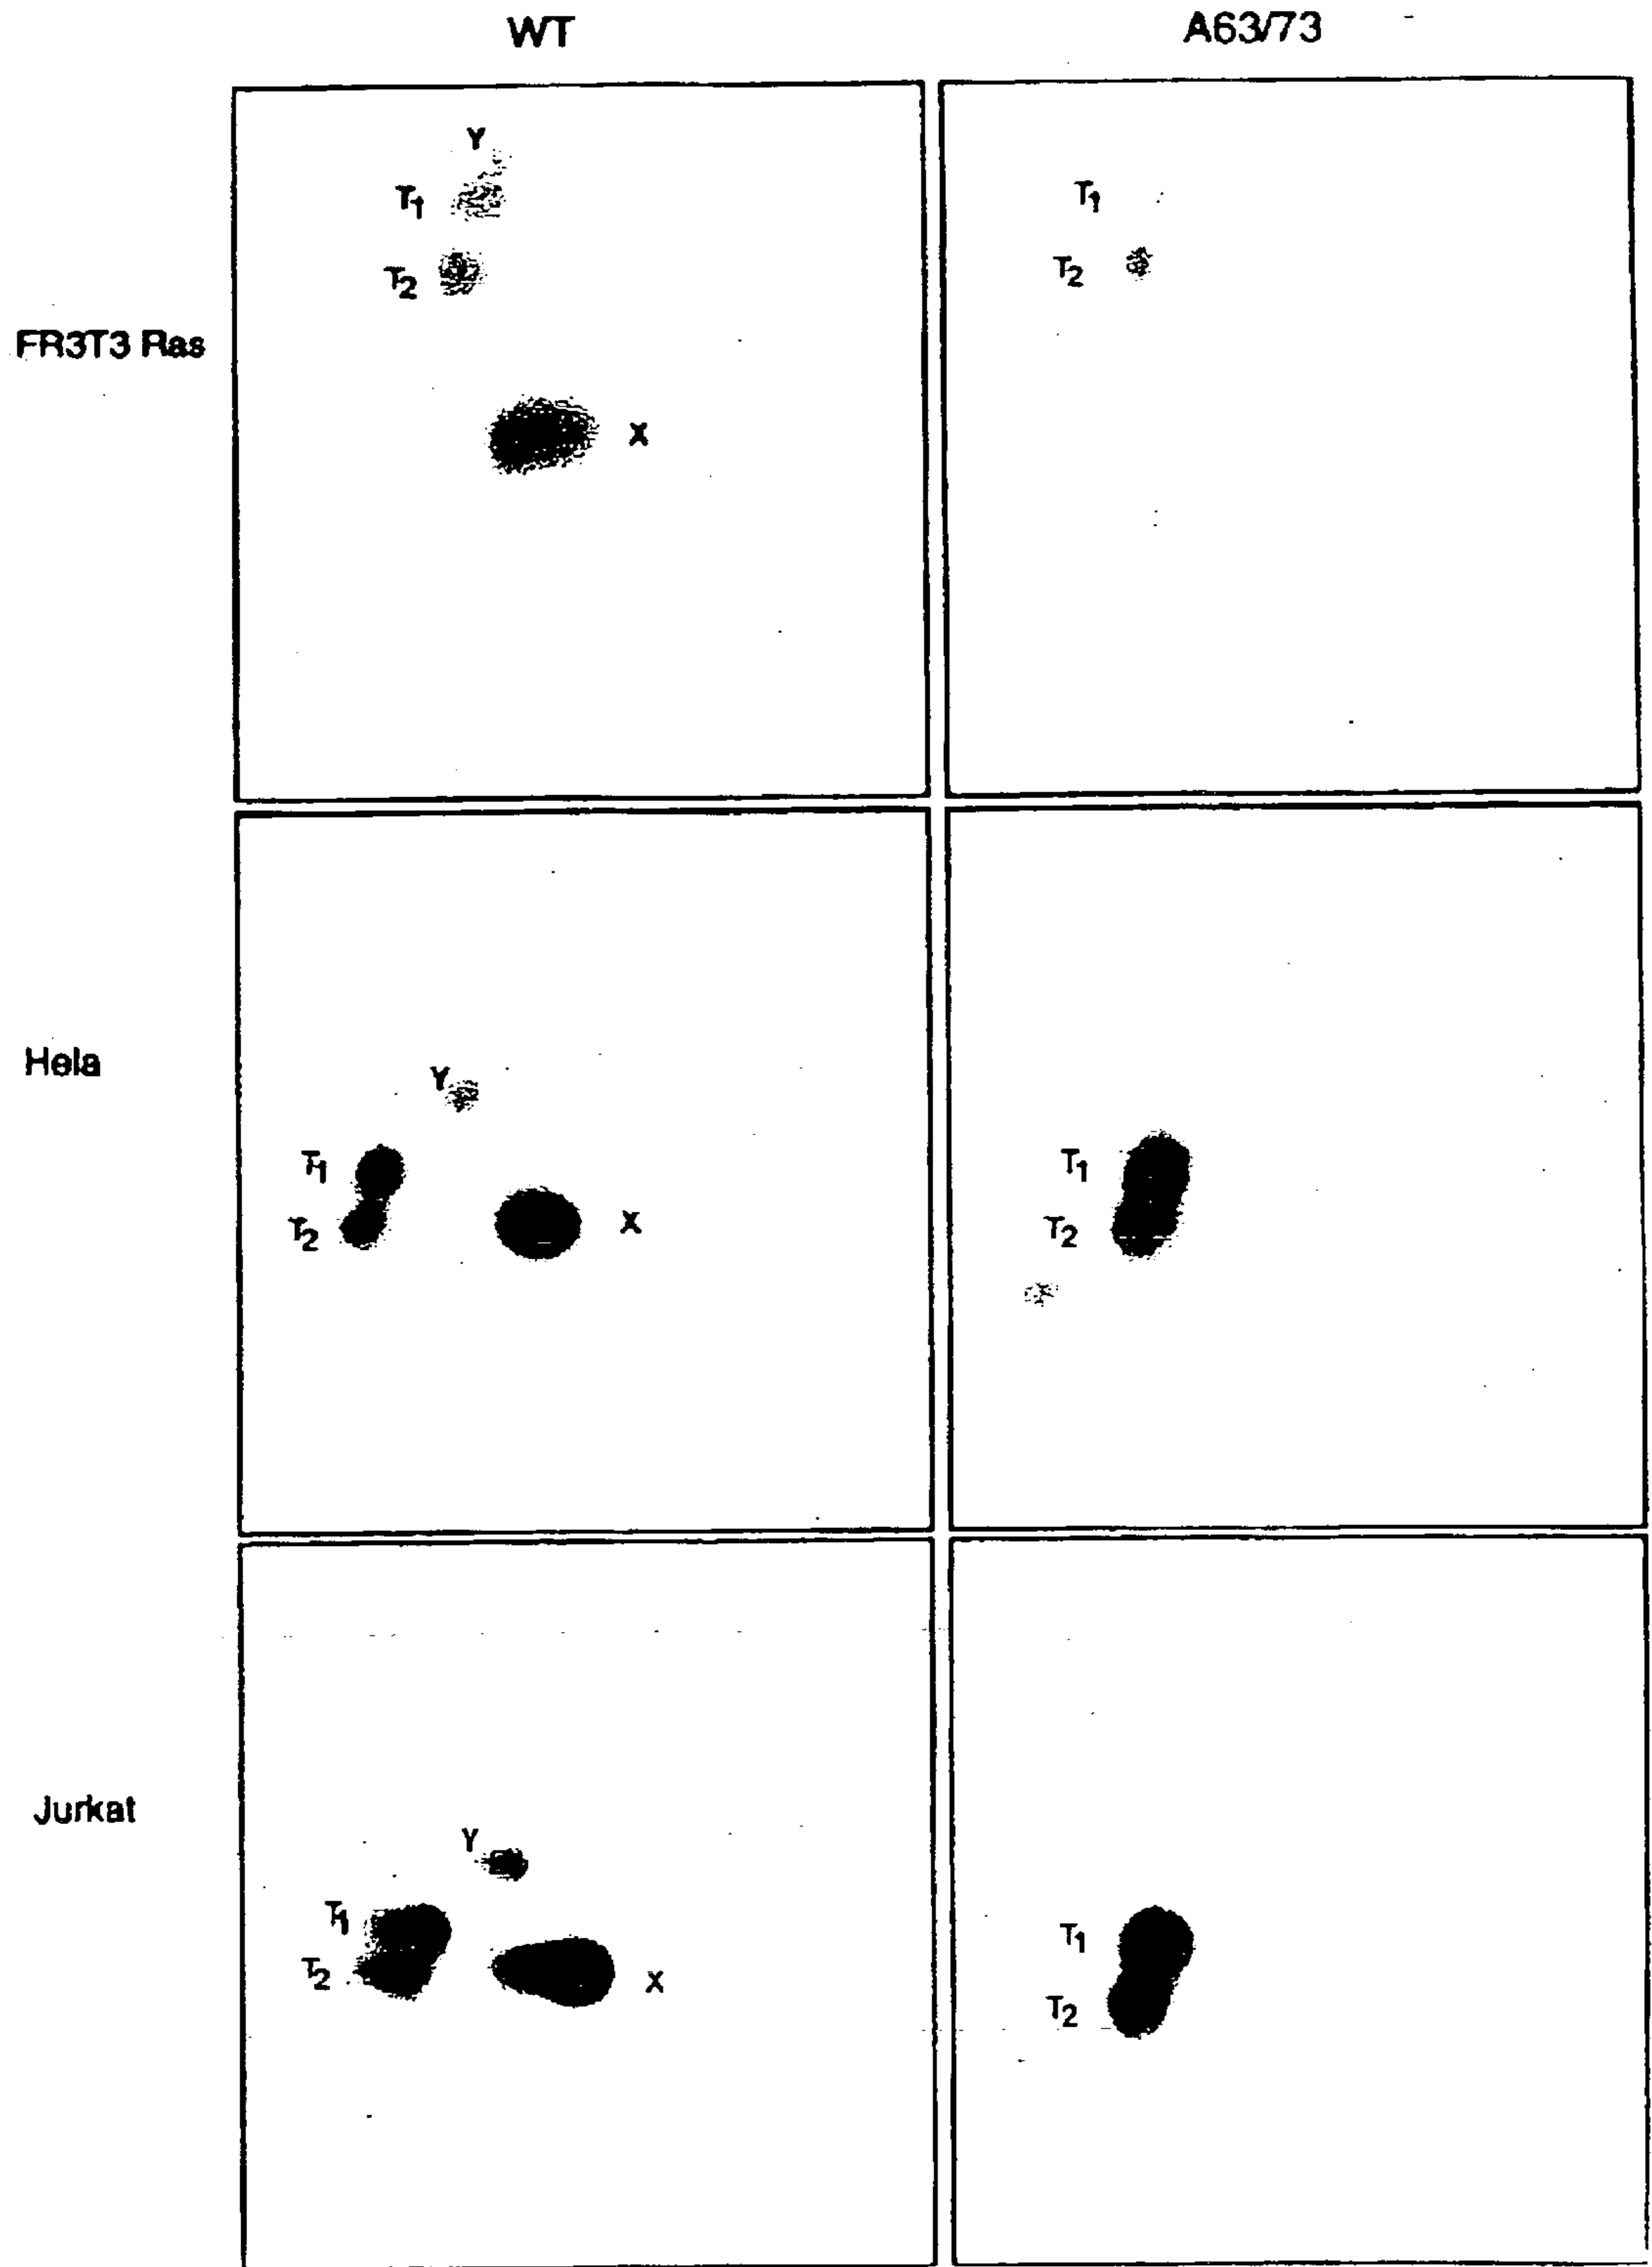 WT A63/73
Y
T1 T1
T2 T2
FR3T3 Ras
X
Hela
Y
T1 T1
T2 X T2
Jurkat
Y
T1 T1
T2 X T2